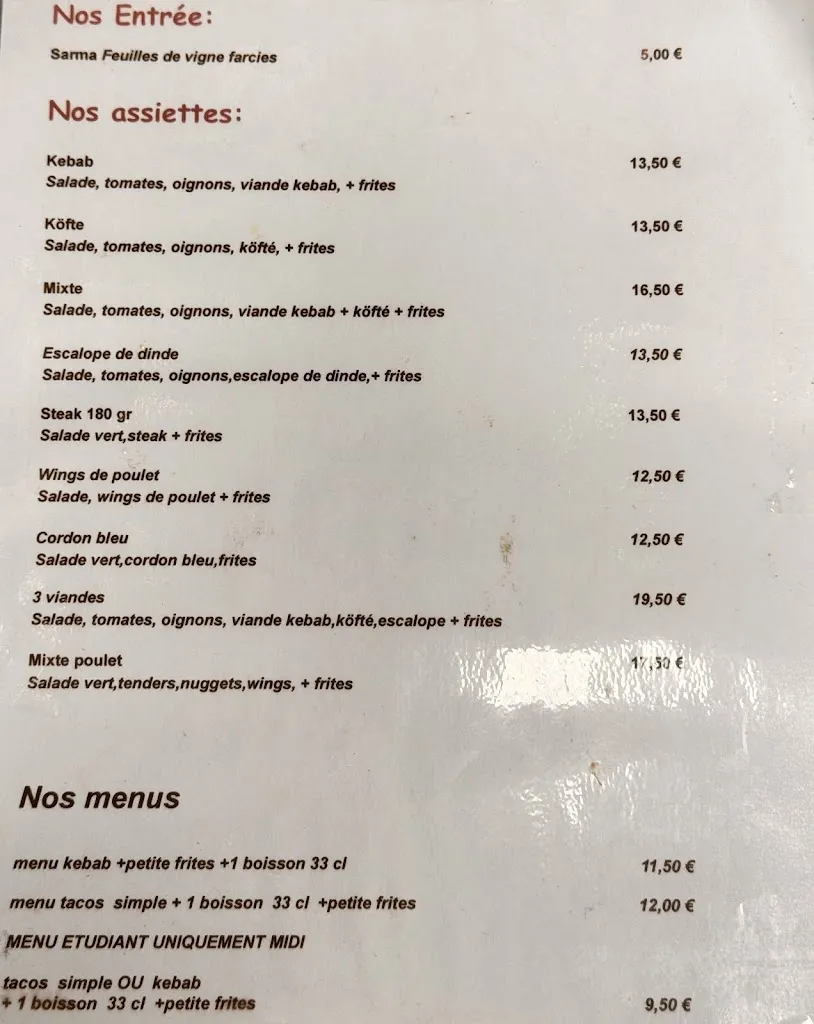 Nos Entrée:
Sarma Feuilles de vigne farcies 5,00 €
Nos assiettes:
Kebab 13,50 €
Salade, tomates, oignons, viande kebab, + frites
Köfte 13,50 €
Salade, tomates, oignons, köfté, + frites
Mixte 16,50 €
Salade, tomates, oignons, viande kebab + köfté + frites
Escalope de dinde 13,50 €
Salade, tomates, oignons,escalope de dinde,+ frites
Steak 180 gr 13,50 €
Salade vert,steak + frites
Wings de poulet 12,50 €
Salade, wings de poulet + frites
Cordon bleu 12,50 €
Salade vert,cordon bleu,frites
3 viandes 19,50 €
Salade, tomates, oignons, viande kebab,köfté,escalope + frites
Mixte poulet 17,50 €
Salade vert,tenders,nuggets,wings, + frites
Nos menus
menu kebab +petite frites +1 boisson 33 cl 11,50 €
menu tacos simple + 1 boisson 33 cl +petite frites 12,00 €
MENU ETUDIANT UNIQUEMENT MIDI
tacos simple OU kebab
+ 1 boisson 33 cl +petite frites 9,50 €